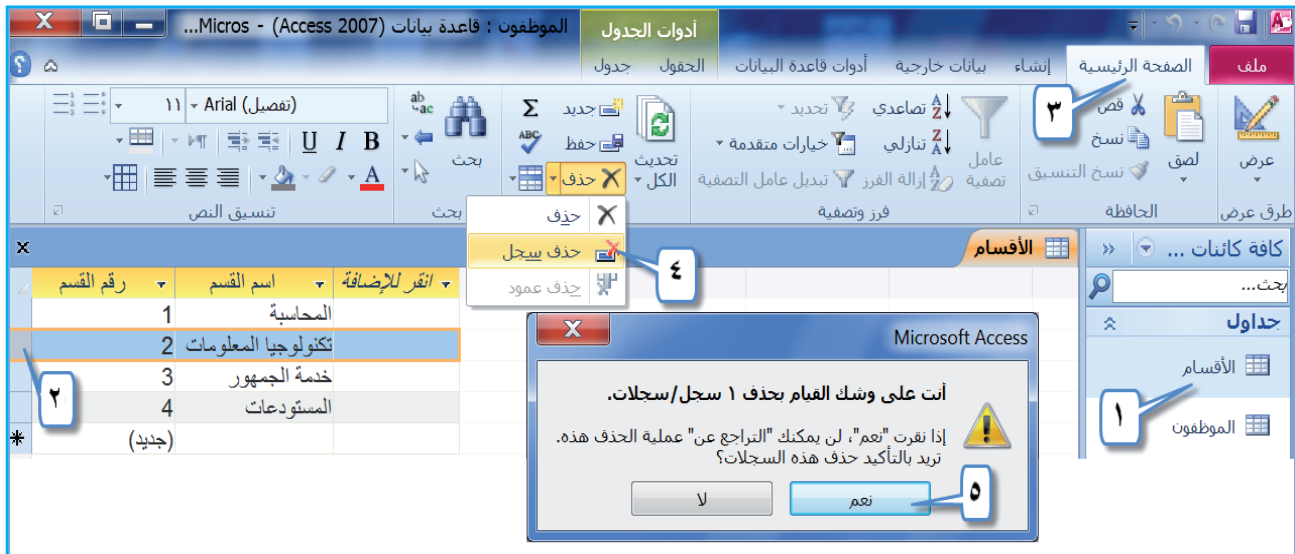 الموظفون : قاعدة بيانات (Access 2007) - Micros...
أدوات الجدول
ملف
الصفحة الرئيسية
إنشاء
بيانات خارجية
أدوات قاعدة البيانات
الحقول
جدول
٣
عرض
طرق عرض
لصق
قص
نسخ
نسخ التنسيق
الحافظة
عامل تصفية
تصاعدي
تنازلي
إزالة الفرز
تحديد
خيارات متقدمة
تبديل عامل التصفية
فرز وتصفية
تحديث الكل
جديد
حفظ
حذف
بحث
بحث
Arial (تفصيل)
١١
B I U
A
تنسيق النص
حذف
حذف سجل
حذف عمود
٤
كافة كائنات ...
بحث...
جداول
الأقسام
الموظفون
١
الأقسام
رقم القسم اسم القسم انقر للإضافة
1 المحاسبة
2 تكنولوجيا المعلومات
3 خدمة الجمهور
4 المستودعات
(جديد)
٢
Microsoft Access
أنت على وشك القيام بحذف ١ سجل/سجلات.
إذا نقرت "نعم"، لن يمكنك "التراجع عن" عملية الحذف هذه.
تريد بالتأكيد حذف هذه السجلات؟
نعم
لا
٥